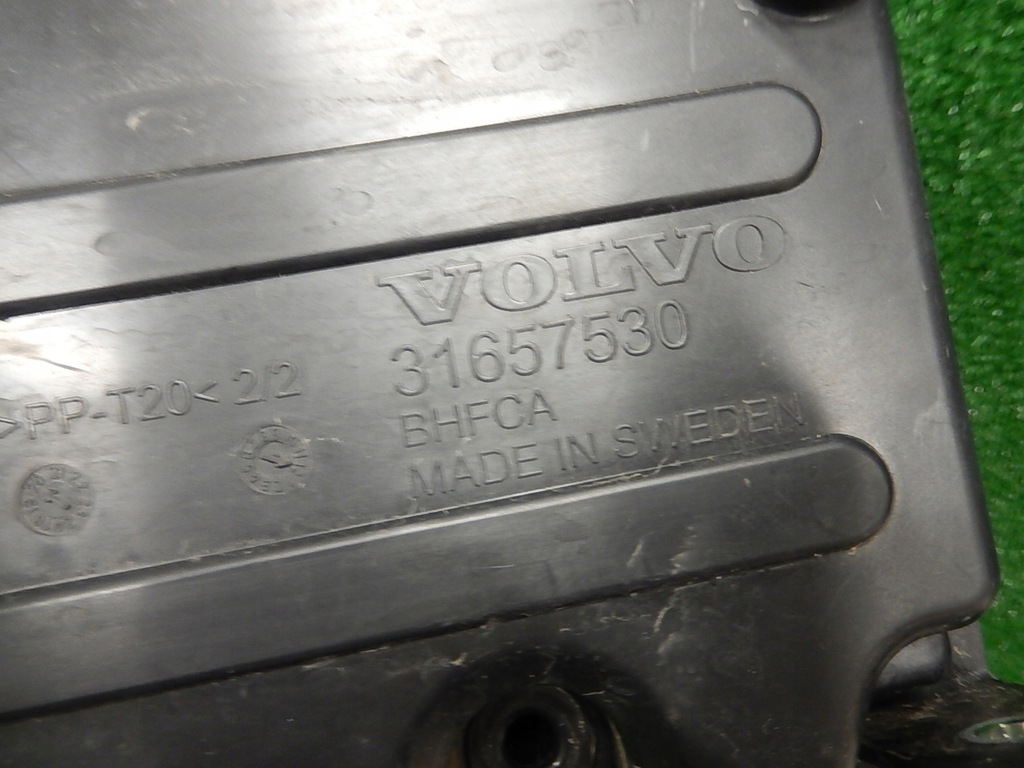 VOLVO
31657530
>PP-T20< 2/2
BHFCA
MADE IN SWEDEN